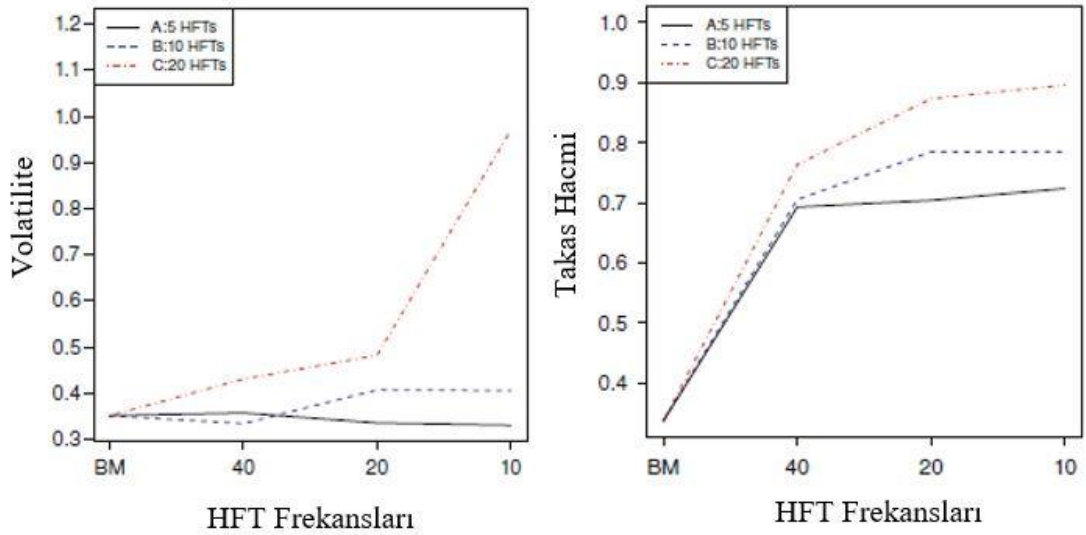 1.2
1.1
1.0
0.9
0.8
0.7
0.6
0.5
0.4
0.3
Volatilite
A:5 HFTs
B:10 HFTs
C:20 HFTs
BM 40 20 10
HFT Frekansları
1.0
0.9
0.8
0.7
0.6
0.5
0.4
Takas Hacmi
A:5 HFTs
B:10 HFTs
C:20 HFTs
BM 40 20 10
HFT Frekansları